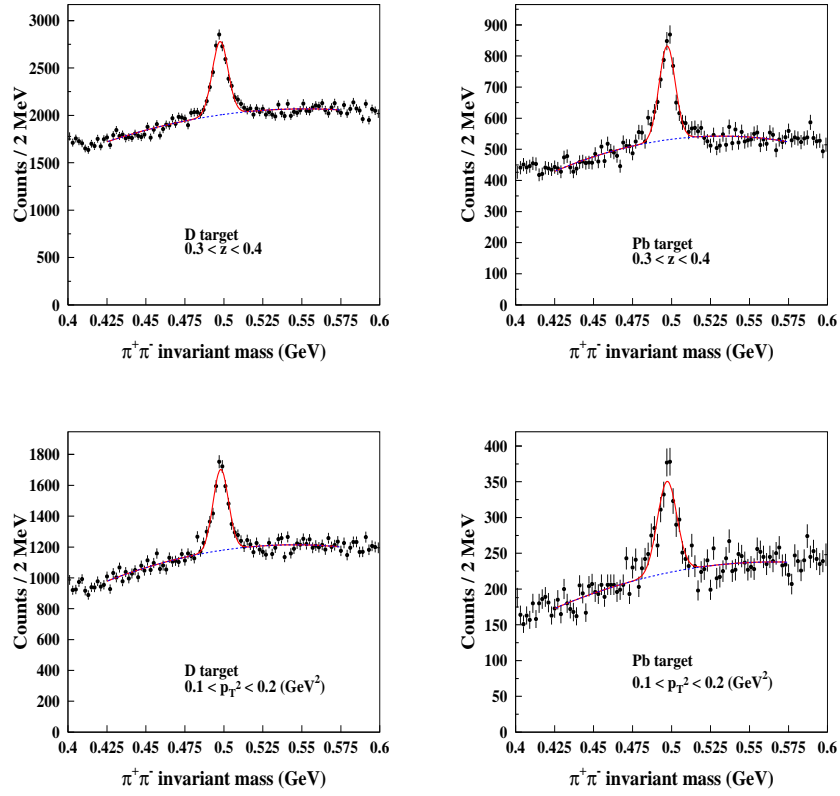 Counts / 2 MeV
3000
2500
2000
1500
1000
500
0
D target
0.3 < z < 0.4
0.4 0.425 0.45 0.475 0.5 0.525 0.55 0.575 0.6
π⁺π⁻ invariant mass (GeV)
Counts / 2 MeV
900
800
700
600
500
400
300
200
100
0
Pb target
0.3 < z < 0.4
0.4 0.425 0.45 0.475 0.5 0.525 0.55 0.575 0.6
π⁺π⁻ invariant mass (GeV)
Counts / 2 MeV
1800
1600
1400
1200
1000
800
600
400
200
0
D target
0.1 < p_T² < 0.2 (GeV²)
0.4 0.425 0.45 0.475 0.5 0.525 0.55 0.575 0.6
π⁺π⁻ invariant mass (GeV)
Counts / 2 MeV
400
350
300
250
200
150
100
50
0
Pb target
0.1 < p_T² < 0.2 (GeV²)
0.4 0.425 0.45 0.475 0.5 0.525 0.55 0.575 0.6
π⁺π⁻ invariant mass (GeV)